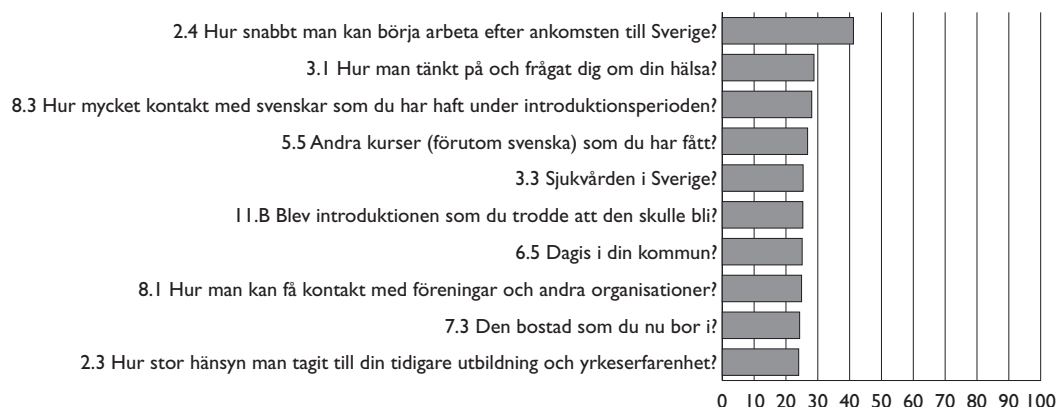 2.4 Hur snabbt man kan börja arbeta efter ankomsten till Sverige?
3.1 Hur man tänkt på och frågat dig om din hälsa?
8.3 Hur mycket kontakt med svenskar som du har haft under introduktionsperioden?
5.5 Andra kurser (förutom svenska) som du har fått?
3.3 Sjukvården i Sverige?
11.B Blev introduktionen som du trodde att den skulle bli?
6.5 Dagis i din kommun?
8.1 Hur man kan få kontakt med föreningar och andra organisationer?
7.3 Den bostad som du nu bor i?
2.3 Hur stor hänsyn man tagit till din tidigare utbildning och yrkeserfarenhet?
0 10 20 30 40 50 60 70 80 90 100